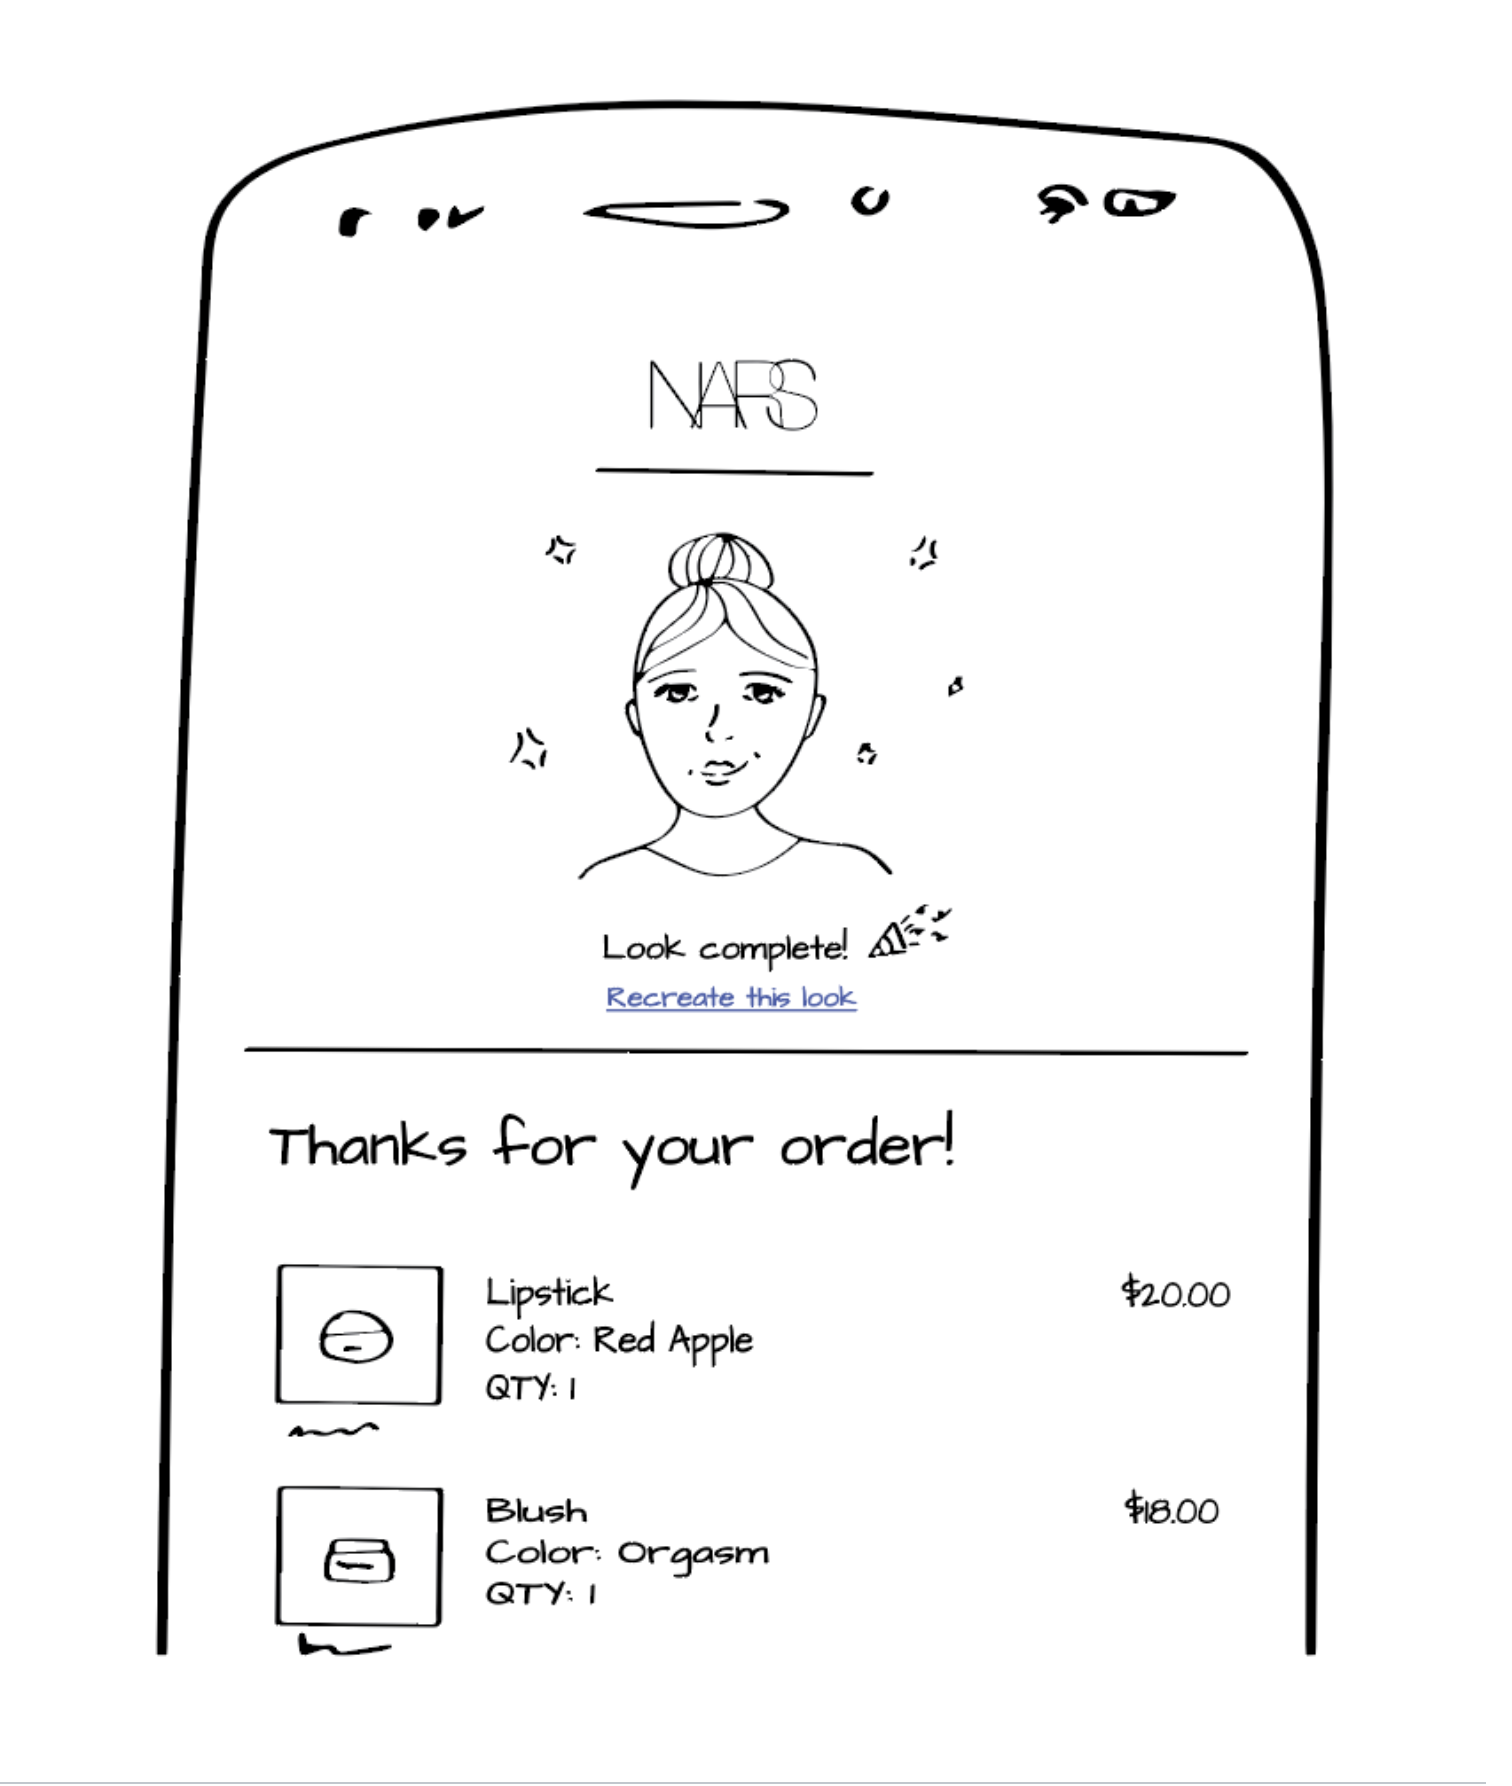 NARS
Look complete!
Recreate this look
Thanks for your order!
Lipstick
$20.00
Color: Red Apple
QTY: 1
Blush
$18.00
Color: Orgasm
QTY: 1